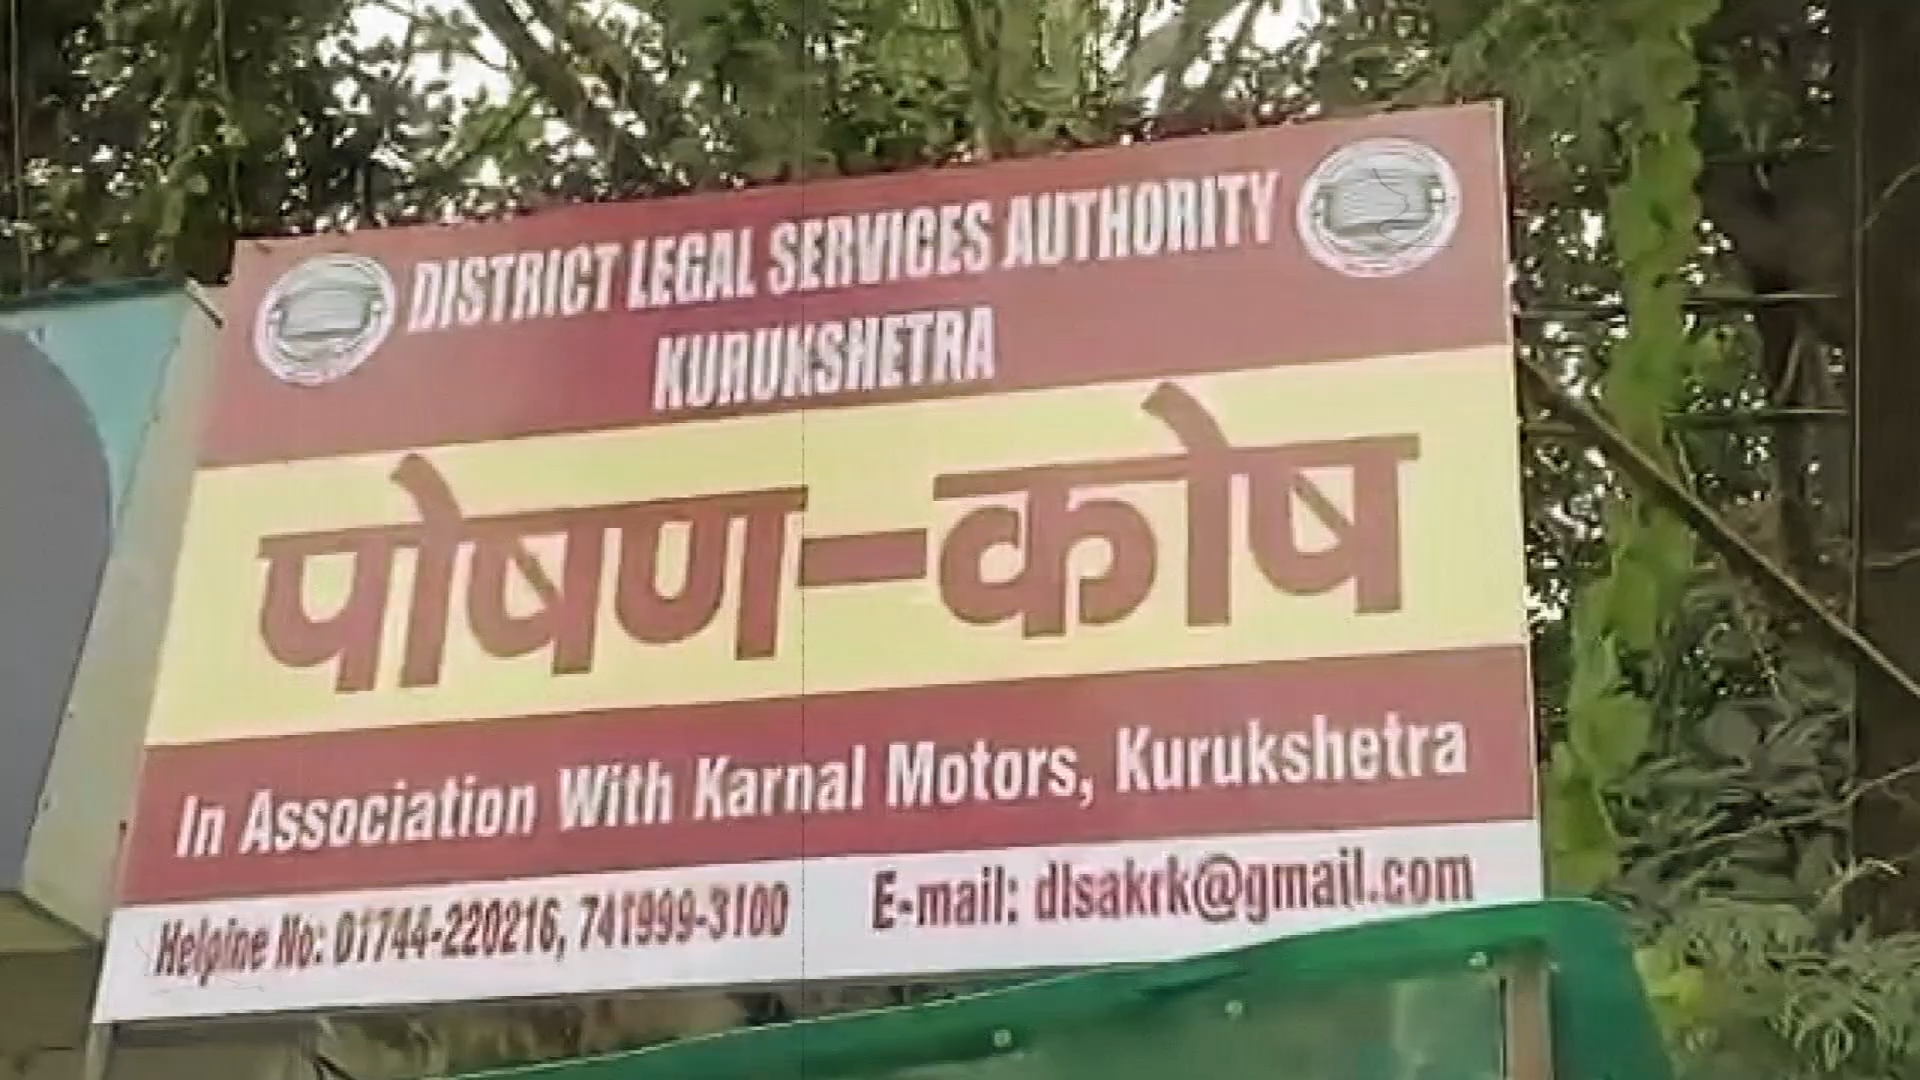 DISTRICT LEGAL SERVICES AUTHORITY
KURUKSHETRA
पोषण-कोष
In Association With Karnal Motors, Kurukshetra
Helpine No: 01744-220216, 741999-3100 E-mail: dlsakrk@gmail.com